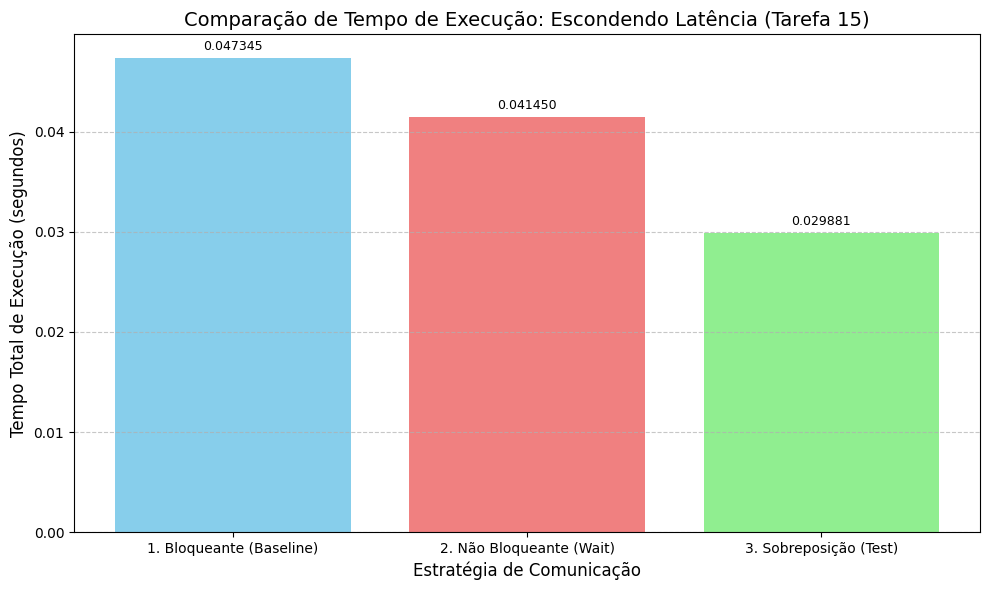 Comparação de Tempo de Execução: Escondendo Latência (Tarefa 15)
0.047345
0.041450
0.029881
Tempo Total de Execução (segundos)
0.04
0.03
0.02
0.01
0.00
1. Bloqueante (Baseline)
2. Não Bloqueante (Wait)
3. Sobreposição (Test)
Estratégia de Comunicação